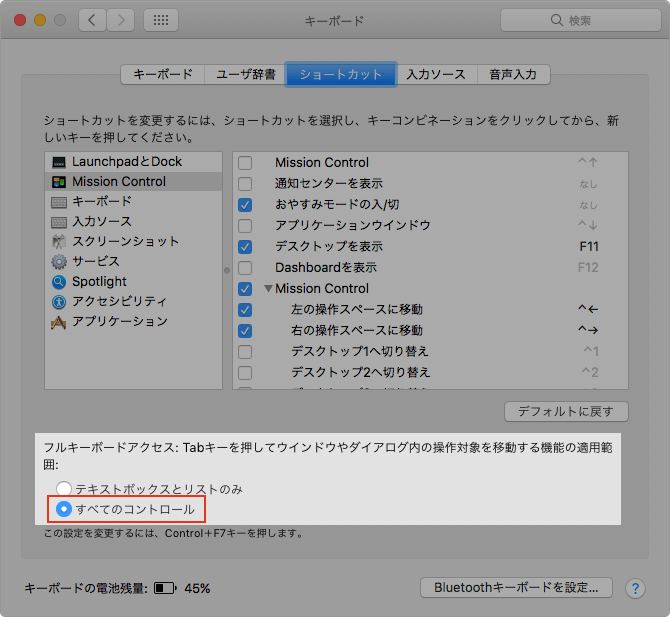 キーボード
検索
キーボード ユーザ辞書 ショートカット 入力ソース 音声入力
ショートカットを変更するには、ショートカットを選択し、キーコンビネーションをクリックしてから、新
しいキーを押してください。
LaunchpadとDock
Mission Control
キーボード
入力ソース
スクリーンショット
サービス
Spotlight
アクセシビリティ
アプリケーション
Mission Control ^↑
通知センターを表示 なし
おやすみモードの入/切 なし
アプリケーションウインドウ ^↓
デスクトップを表示 F11
Dashboardを表示 F12
▼Mission Control
左の操作スペースに移動 ^←
右の操作スペースに移動 ^→
デスクトップ1へ切り替え ^1
デスクトップ2へ切り替え ^2
デフォルトに戻す
フルキーボードアクセス: Tabキーを押してウインドウやダイアログ内の操作対象を移動する機能の適用範
囲:
テキストボックスとリストのみ
すべてのコントロール
この設定を変更するには、Control+F7キーを押します。
キーボードの電池残量: 45%
Bluetoothキーボードを設定... ?